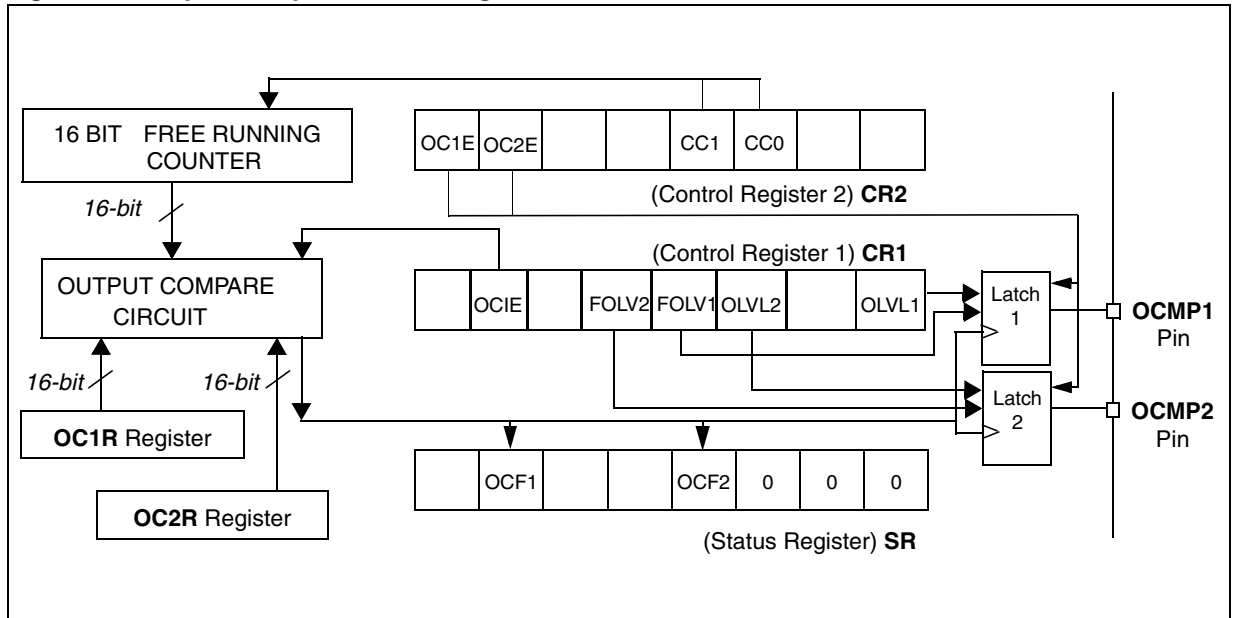 16 BIT FREE RUNNING
COUNTER
OC1E OC2E CC1 CC0
(Control Register 2) CR2
16-bit
(Control Register 1) CR1
OUTPUT COMPARE
CIRCUIT
OCIE FOLV2 FOLV1 OLVL2 OLVL1
Latch
1
OCMP1
Pin
16-bit 16-bit
Latch
2
OCMP2
Pin
OC1R Register
OCF1 OCF2 0 0 0
OC2R Register
(Status Register) SR